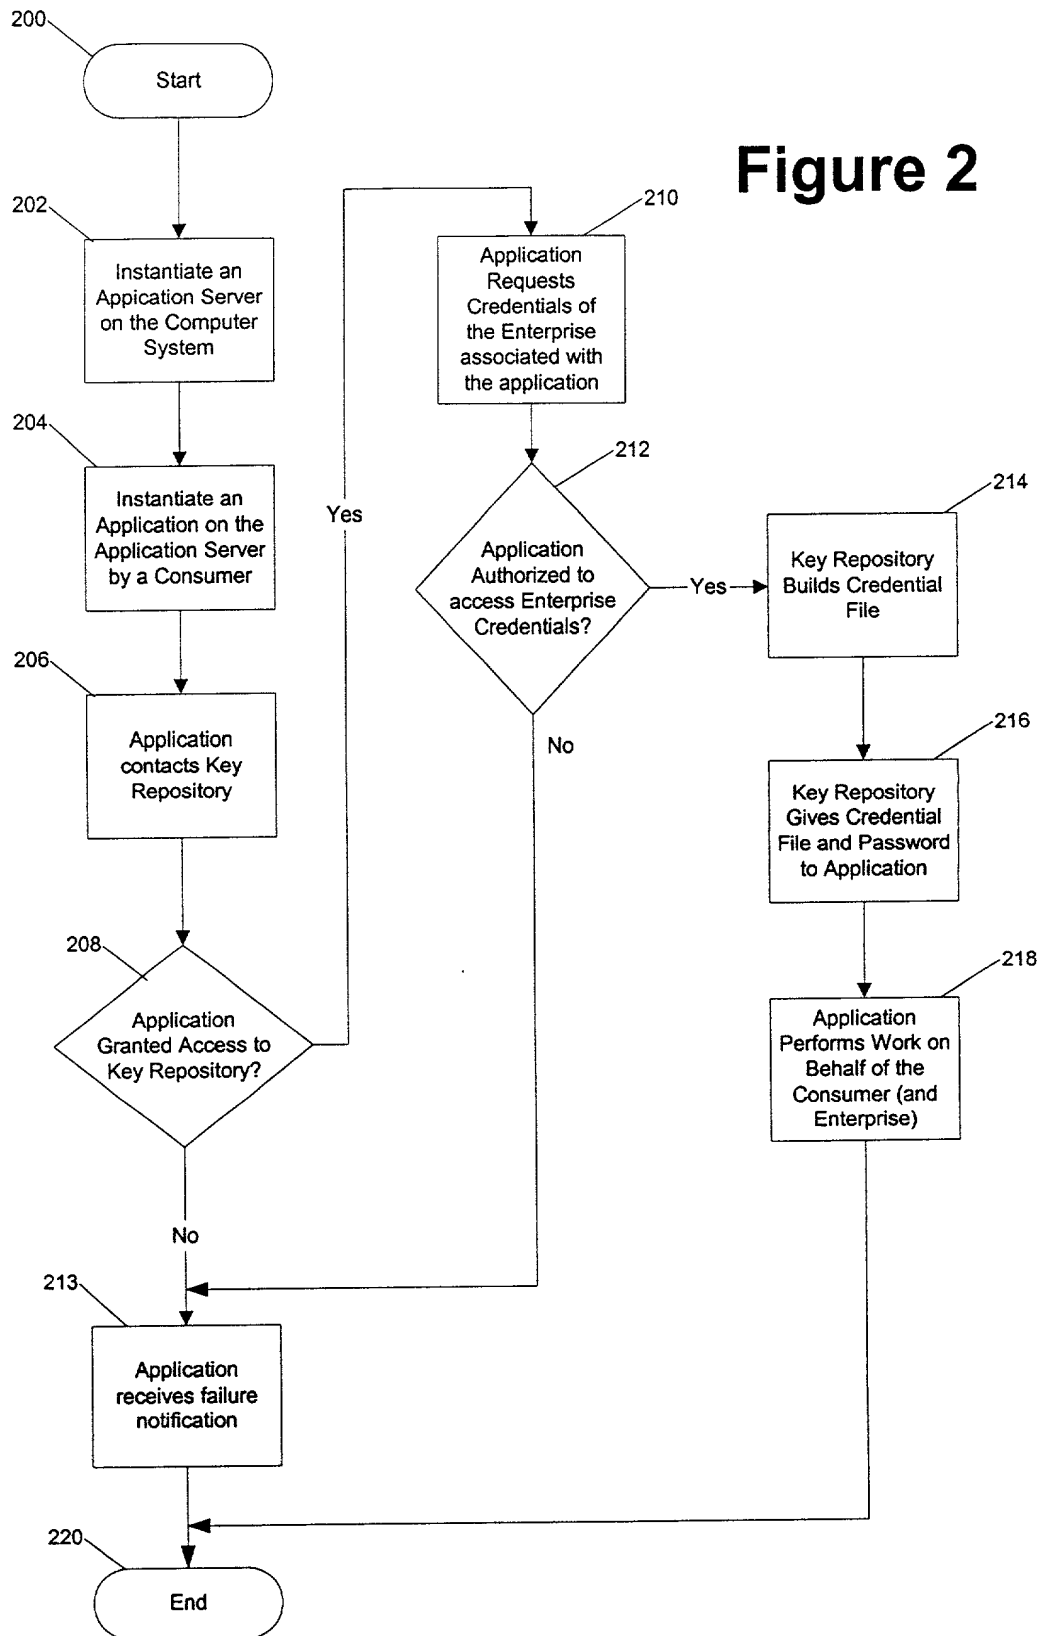 200
Start
Figure 2
202
Instantiate an
Appication Server
on the Computer
System
204
Instantiate an
Application on the
Application Server
by a Consumer
206
Application
contacts Key
Repository
208
Application
Granted Access to
Key Repository?
Yes
No
210
Application
Requests
Credentials of
the Enterprise
associated with
the application
212
Application
Authorized to
access Enterprise
Credentials?
Yes
No
213
Application
receives failure
notification
214
Key Repository
Builds Credential
File
216
Key Repository
Gives Credential
File and Password
to Application
218
Application
Performs Work on
Behalf of the
Consumer (and
Enterprise)
220
End